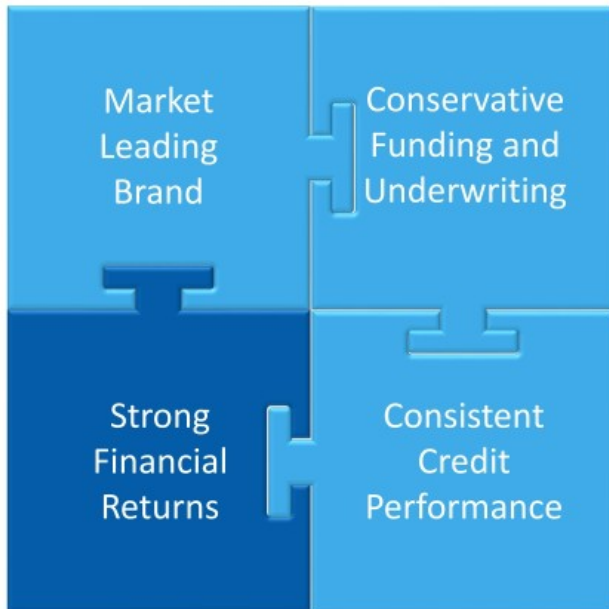 Market
Leading
Brand
Conservative
Funding and
Underwriting
Strong
Financial
Returns
Consistent
Credit
Performance